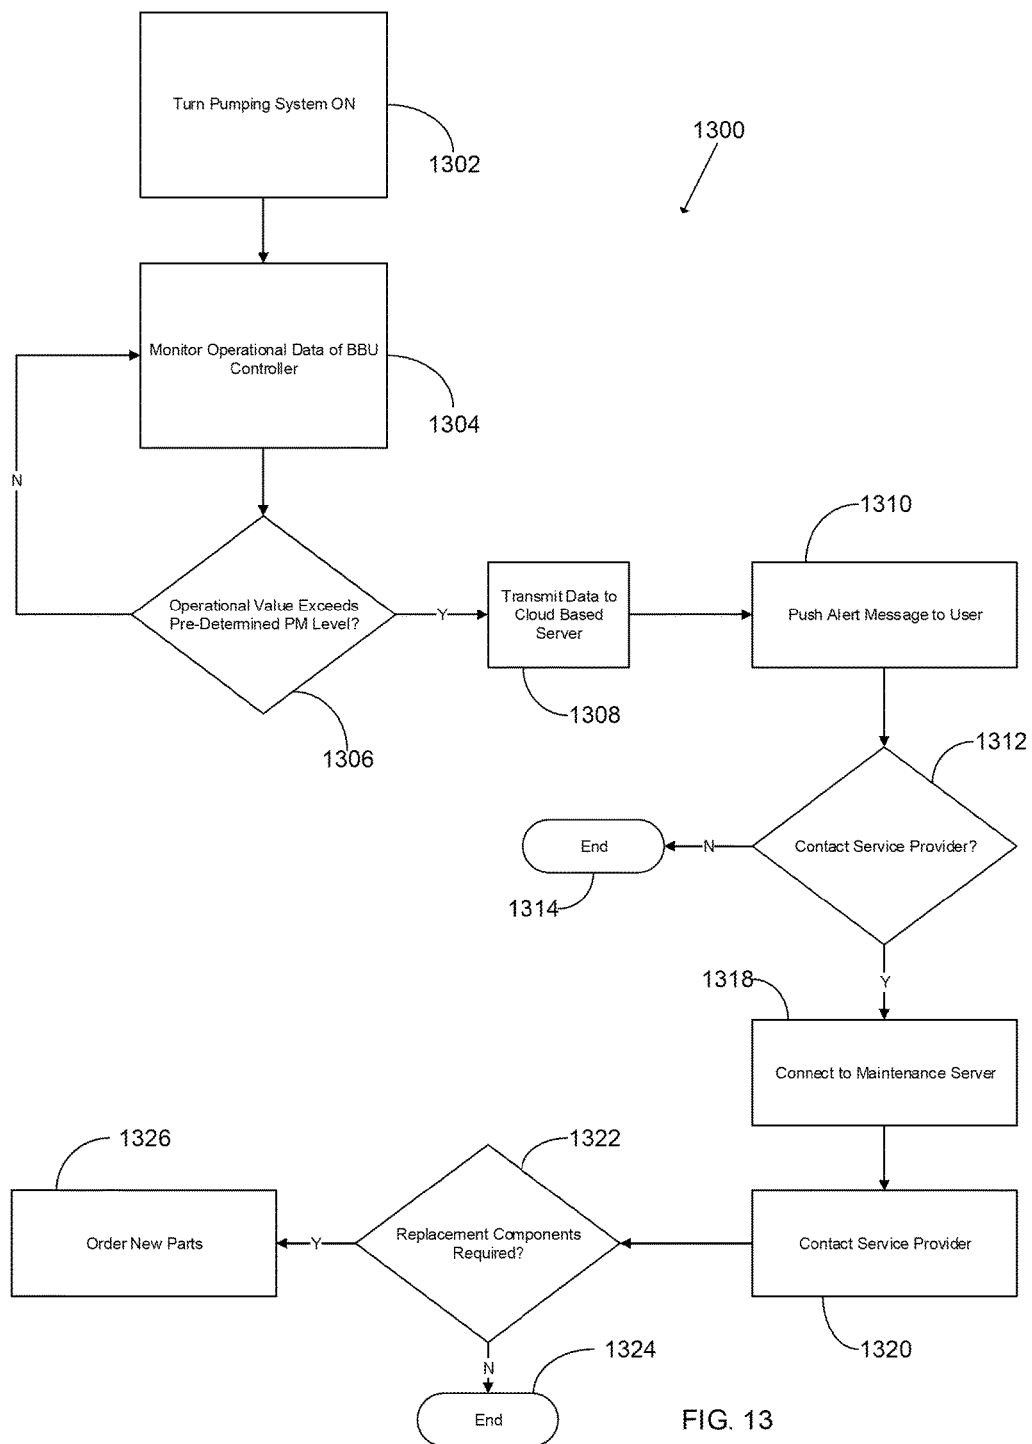 Turn Pumping System ON
1302
1300
Monitor Operational Data of BBU
Controller
1304
N
Operational Value Exceeds
Pre-Determined PM Level?
1306
Y
Transmit Data to
Cloud Based
Server
1308
1310
Push Alert Message to User
1312
Contact Service Provider?
N
End
1314
Y
1318
Connect to Maintenance Server
Contact Service Provider
1320
1322
Replacement Components
Required?
Y
1326
Order New Parts
N
1324
End
FIG. 13